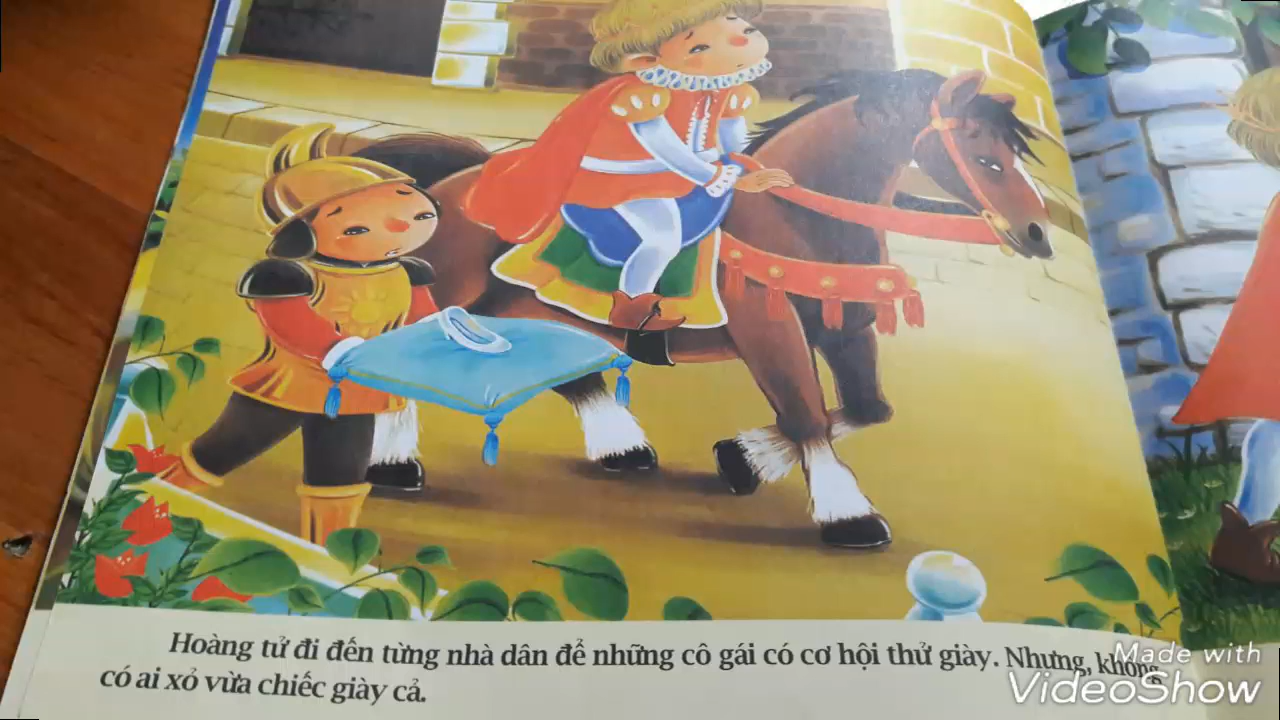 Hoàng tử đi đến từng nhà dân để những cô gái có cơ hội thử giày. Nhưng, không
có ai xỏ vừa chiếc giày cả.
Made with
VideoShow